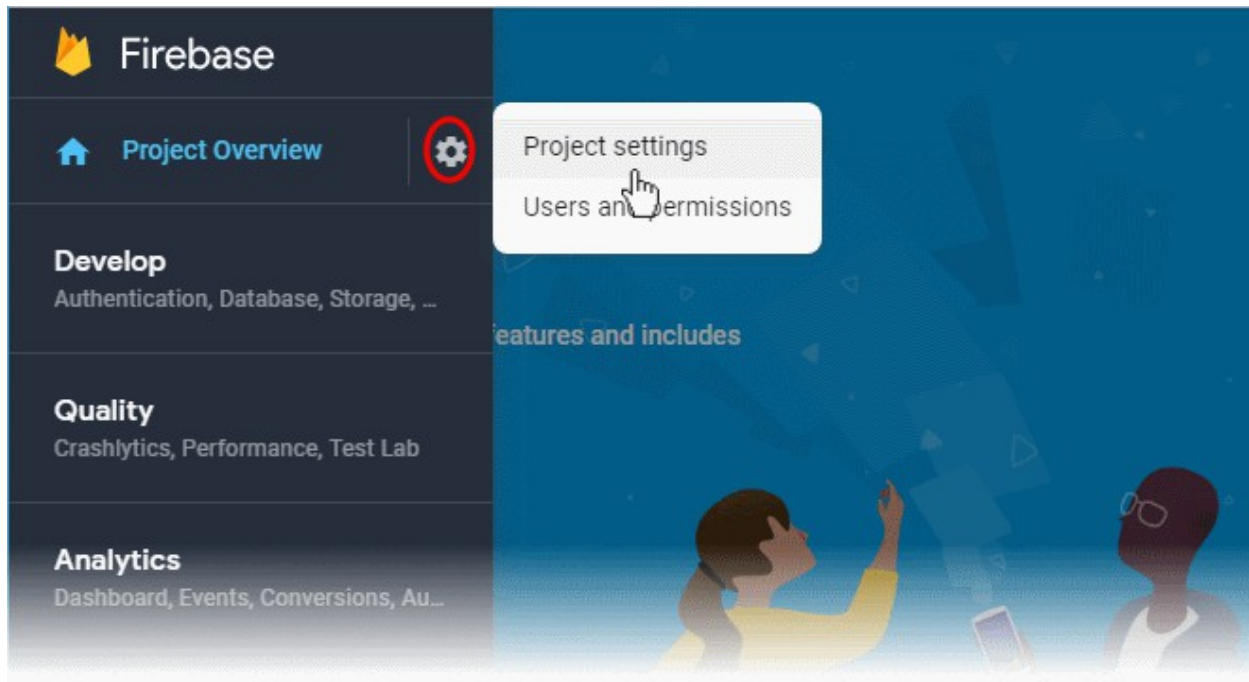 Firebase
Project Overview
Project settings
Users and permissions
Develop
Authentication, Database, Storage, ...
eatures and includes
Quality
Crashlytics, Performance, Test Lab
Analytics
Dashboard, Events, Conversions, Au...